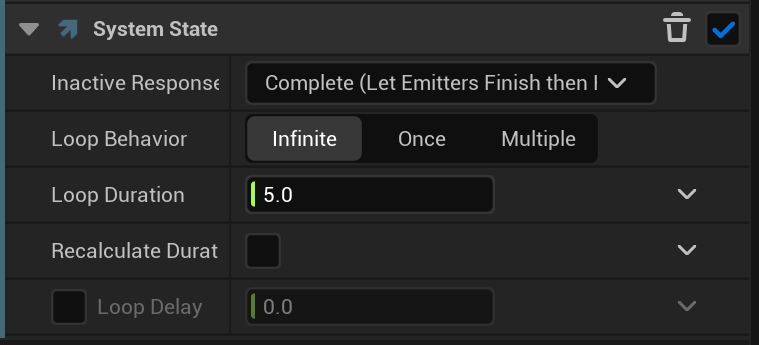 System State
Inactive Response
Complete (Let Emitters Finish then
Loop Behavior
Infinite
Once
Multiple
Loop Duration
5.0
Recalculate Durat
Loop Delay
0.0